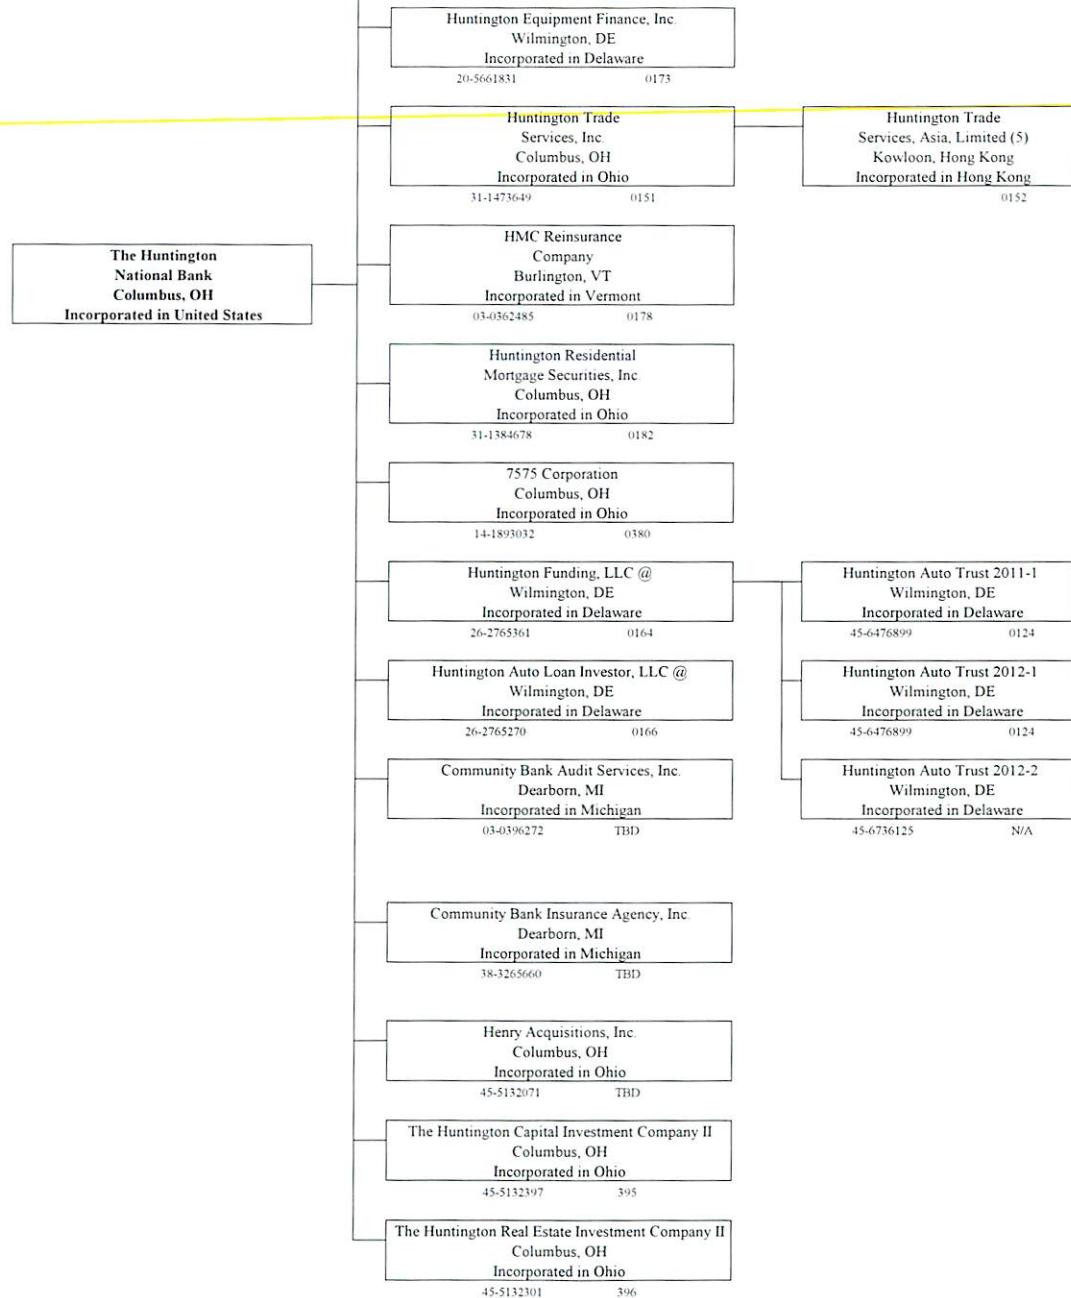 Huntington Equipment Finance, Inc.
Wilmington, DE
Incorporated in Delaware
20-5661831 0173
Huntington Trade
Services, Inc.
Columbus, OH
Incorporated in Ohio
31-1473649 0151
Huntington Trade
Services, Asia, Limited (5)
Kowloon, Hong Kong
Incorporated in Hong Kong
0152
The Huntington
National Bank
Columbus, OH
Incorporated in United States
HMC Reinsurance
Company
Burlington, VT
Incorporated in Vermont
03-0362485 0178
Huntington Residential
Mortgage Securities, Inc.
Columbus, OH
Incorporated in Ohio
31-1384678 0182
7575 Corporation
Columbus, OH
Incorporated in Ohio
14-1893032 0380
Huntington Funding, LLC @
Wilmington, DE
Incorporated in Delaware
26-2765361 0164
Huntington Auto Trust 2011-1
Wilmington, DE
Incorporated in Delaware
45-6476899 0124
Huntington Auto Loan Investor, LLC @
Wilmington, DE
Incorporated in Delaware
26-2765270 0166
Huntington Auto Trust 2012-1
Wilmington, DE
Incorporated in Delaware
45-6476899 0124
Community Bank Audit Services, Inc.
Dearborn, MI
Incorporated in Michigan
03-0396272 TBD
Huntington Auto Trust 2012-2
Wilmington, DE
Incorporated in Delaware
45-6736125 N/A
Community Bank Insurance Agency, Inc.
Dearborn, MI
Incorporated in Michigan
38-3265660 TBD
Henry Acquisitions, Inc.
Columbus, OH
Incorporated in Ohio
45-5132071 TBD
The Huntington Capital Investment Company II
Columbus, OH
Incorporated in Ohio
45-5132397 395
The Huntington Real Estate Investment Company II
Columbus, OH
Incorporated in Ohio
45-5132301 396